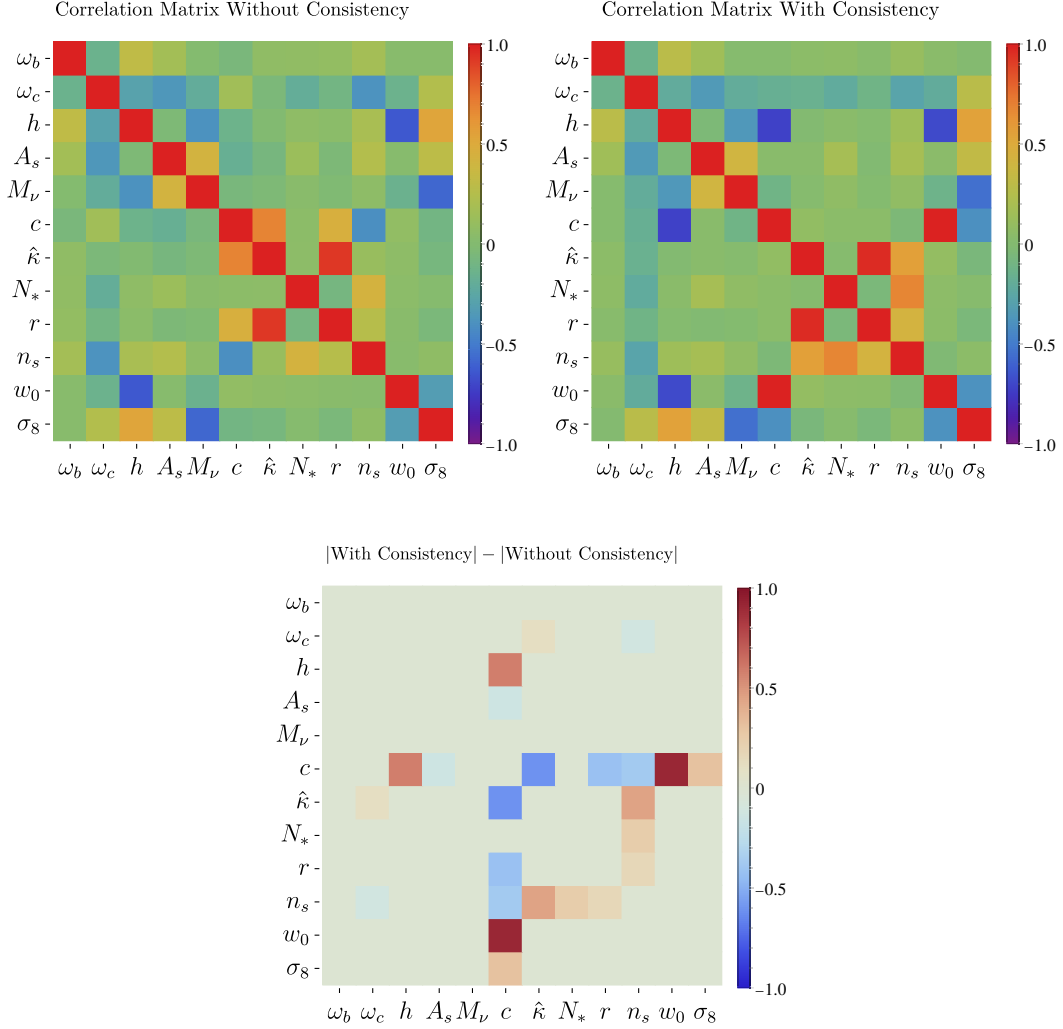 Correlation Matrix Without Consistency
ω_b
ω_c
h
A_s
M_ν
c
κ̂
N_*
r
n_s
w_0
σ_8
ω_b ω_c h A_s M_ν c κ̂ N_* r n_s w_0 σ_8
1.0
0.5
0
−0.5
−1.0
Correlation Matrix With Consistency
ω_b
ω_c
h
A_s
M_ν
c
κ̂
N_*
r
n_s
w_0
σ_8
ω_b ω_c h A_s M_ν c κ̂ N_* r n_s w_0 σ_8
1.0
0.5
0
−0.5
−1.0
|With Consistency| − |Without Consistency|
ω_b
ω_c
h
A_s
M_ν
c
κ̂
N_*
r
n_s
w_0
σ_8
ω_b ω_c h A_s M_ν c κ̂ N_* r n_s w_0 σ_8
1.0
0.5
0
−0.5
−1.0